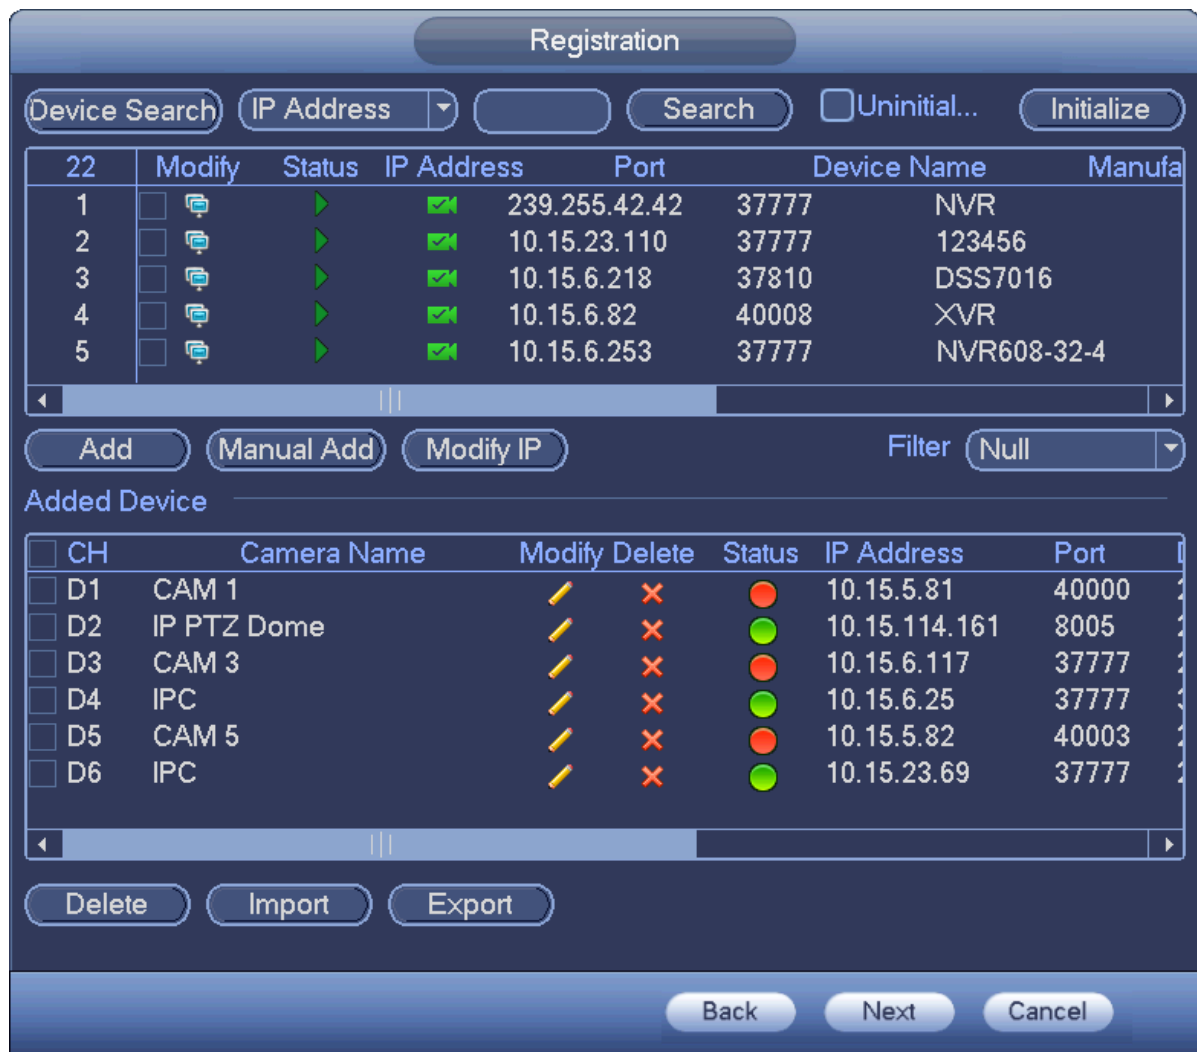 Registration
Device Search IP Address Search Uninitial... Initialize
22 Modify Status IP Address Port Device Name Manufa
1 239.255.42.42 37777 NVR
2 10.15.23.110 37777 123456
3 10.15.6.218 37810 DSS7016
4 10.15.6.82 40008 XVR
5 10.15.6.253 37777 NVR608-32-4
Add Manual Add Modify IP Filter Null
Added Device
CH Camera Name Modify Delete Status IP Address Port
D1 CAM 1 10.15.5.81 40000
D2 IP PTZ Dome 10.15.114.161 8005
D3 CAM 3 10.15.6.117 37777
D4 IPC 10.15.6.25 37777
D5 CAM 5 10.15.5.82 40003
D6 IPC 10.15.23.69 37777
Delete Import Export
Back Next Cancel